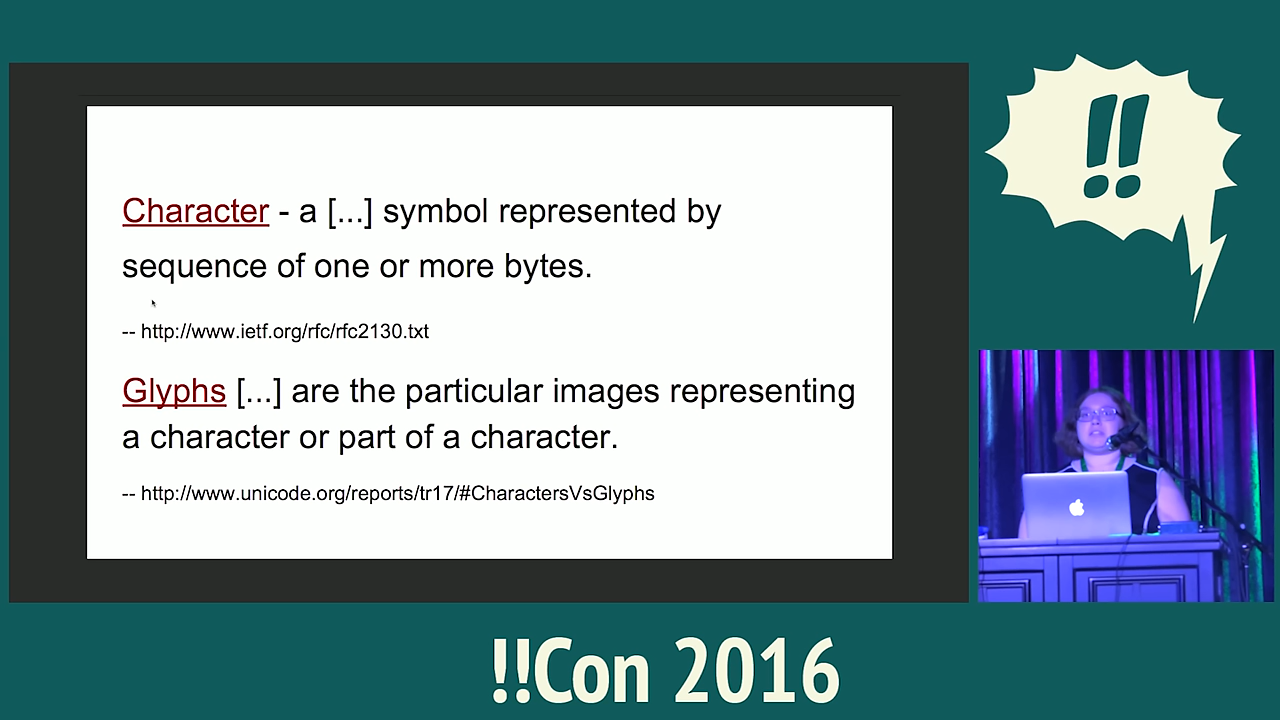 !!
Character - a [...] symbol represented by
sequence of one or more bytes.
-- http://www.ietf.org/rfc/rfc2130.txt
Glyphs [...] are the particular images representing
a character or part of a character.
-- http://www.unicode.org/reports/tr17/#CharactersVsGlyphs
!!Con 2016